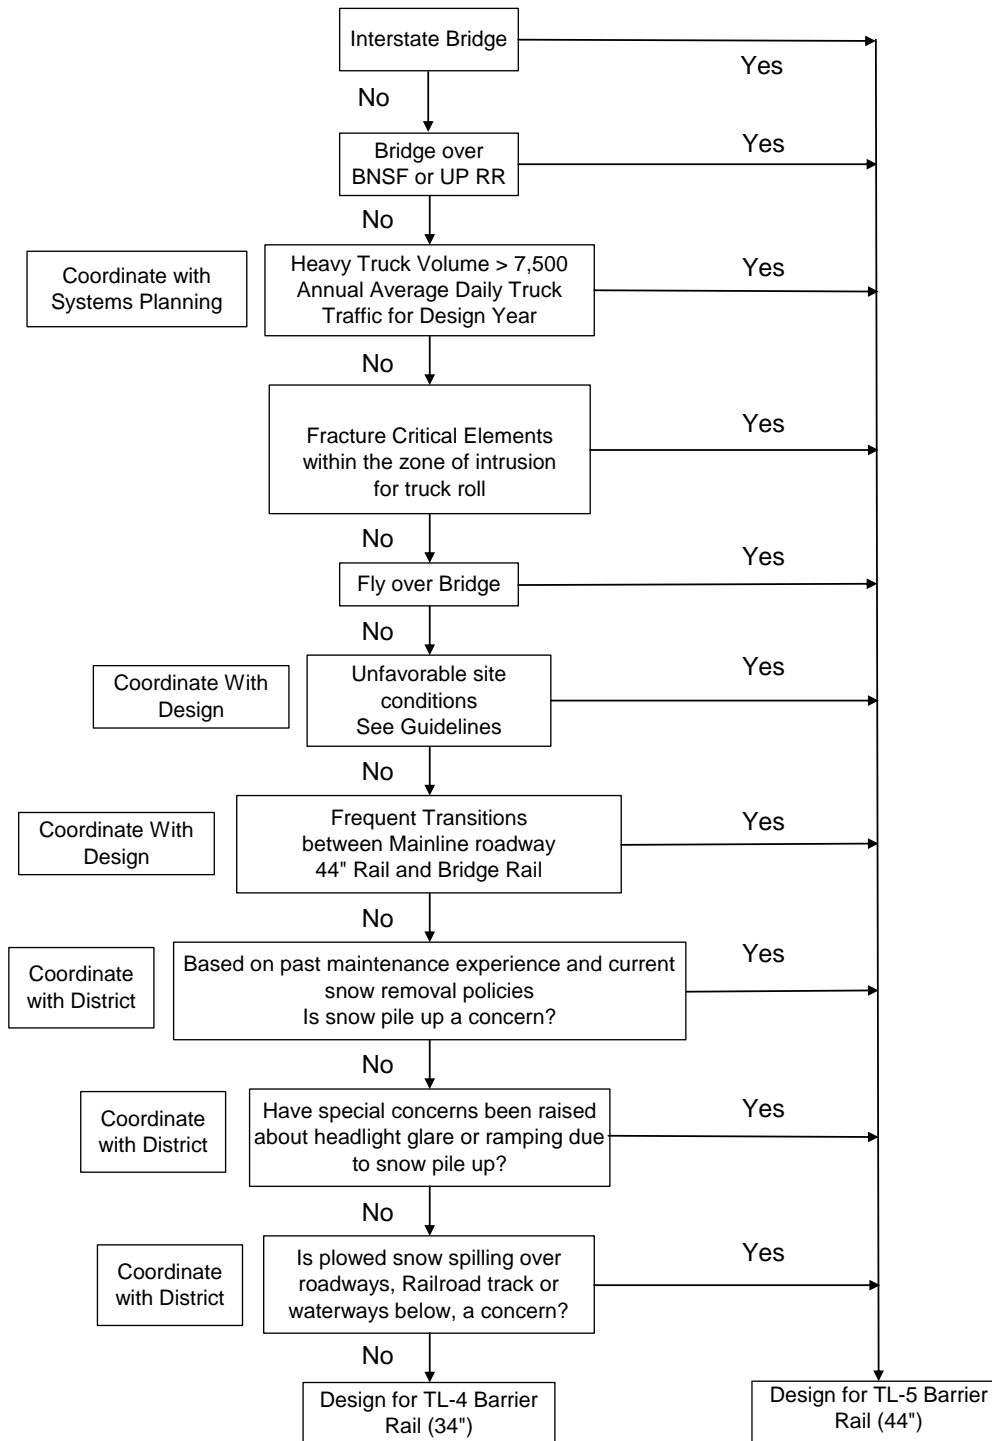 Interstate Bridge
Yes
No
Bridge over
BNSF or UP RR
Yes
No
Coordinate with
Systems Planning
Heavy Truck Volume > 7,500
Annual Average Daily Truck
Traffic for Design Year
Yes
No
Fracture Critical Elements
within the zone of intrusion
for truck roll
Yes
No
Fly over Bridge
Yes
No
Coordinate With
Design
Unfavorable site
conditions
See Guidelines
Yes
No
Coordinate With
Design
Frequent Transitions
between Mainline roadway
44" Rail and Bridge Rail
Yes
No
Coordinate
with District
Based on past maintenance experience and current
snow removal policies
Is snow pile up a concern?
Yes
No
Coordinate
with District
Have special concerns been raised
about headlight glare or ramping due
to snow pile up?
Yes
No
Coordinate
with District
Is plowed snow spilling over
roadways, Railroad track or
waterways below, a concern?
Yes
No
Design for TL-4 Barrier
Rail (34")
Design for TL-5 Barrier
Rail (44")